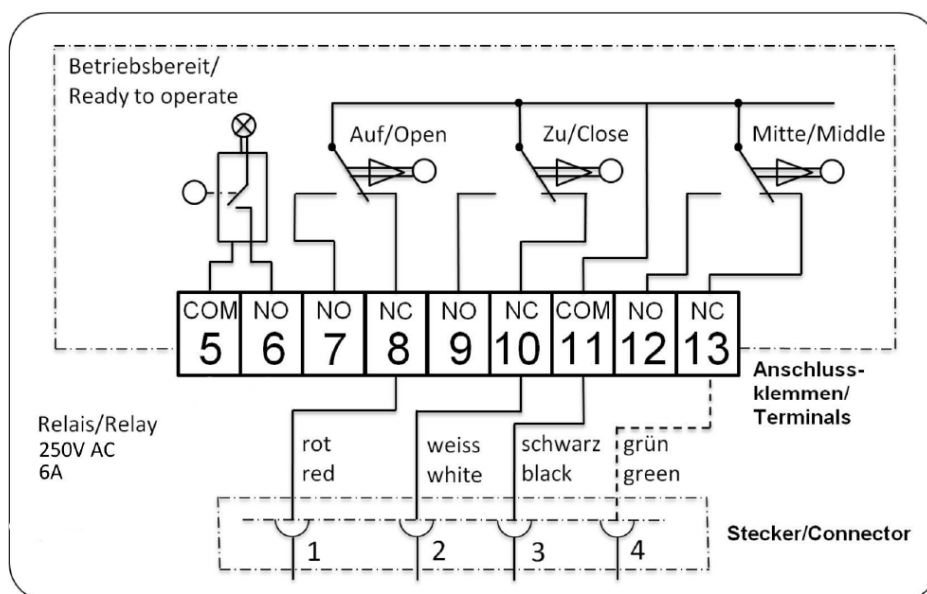 Betriebsbereit/
Ready to operate
Auf/Open
Zu/Close
Mitte/Middle
COM NO NO NC NO NC COM NO NC
5 6 7 8 9 10 11 12 13
Anschluss-
klemmen/
Terminals
Relais/Relay
250V AC
6A
rot
red
weiss
white
schwarz
black
grün
green
1 2 3 4
Stecker/Connector